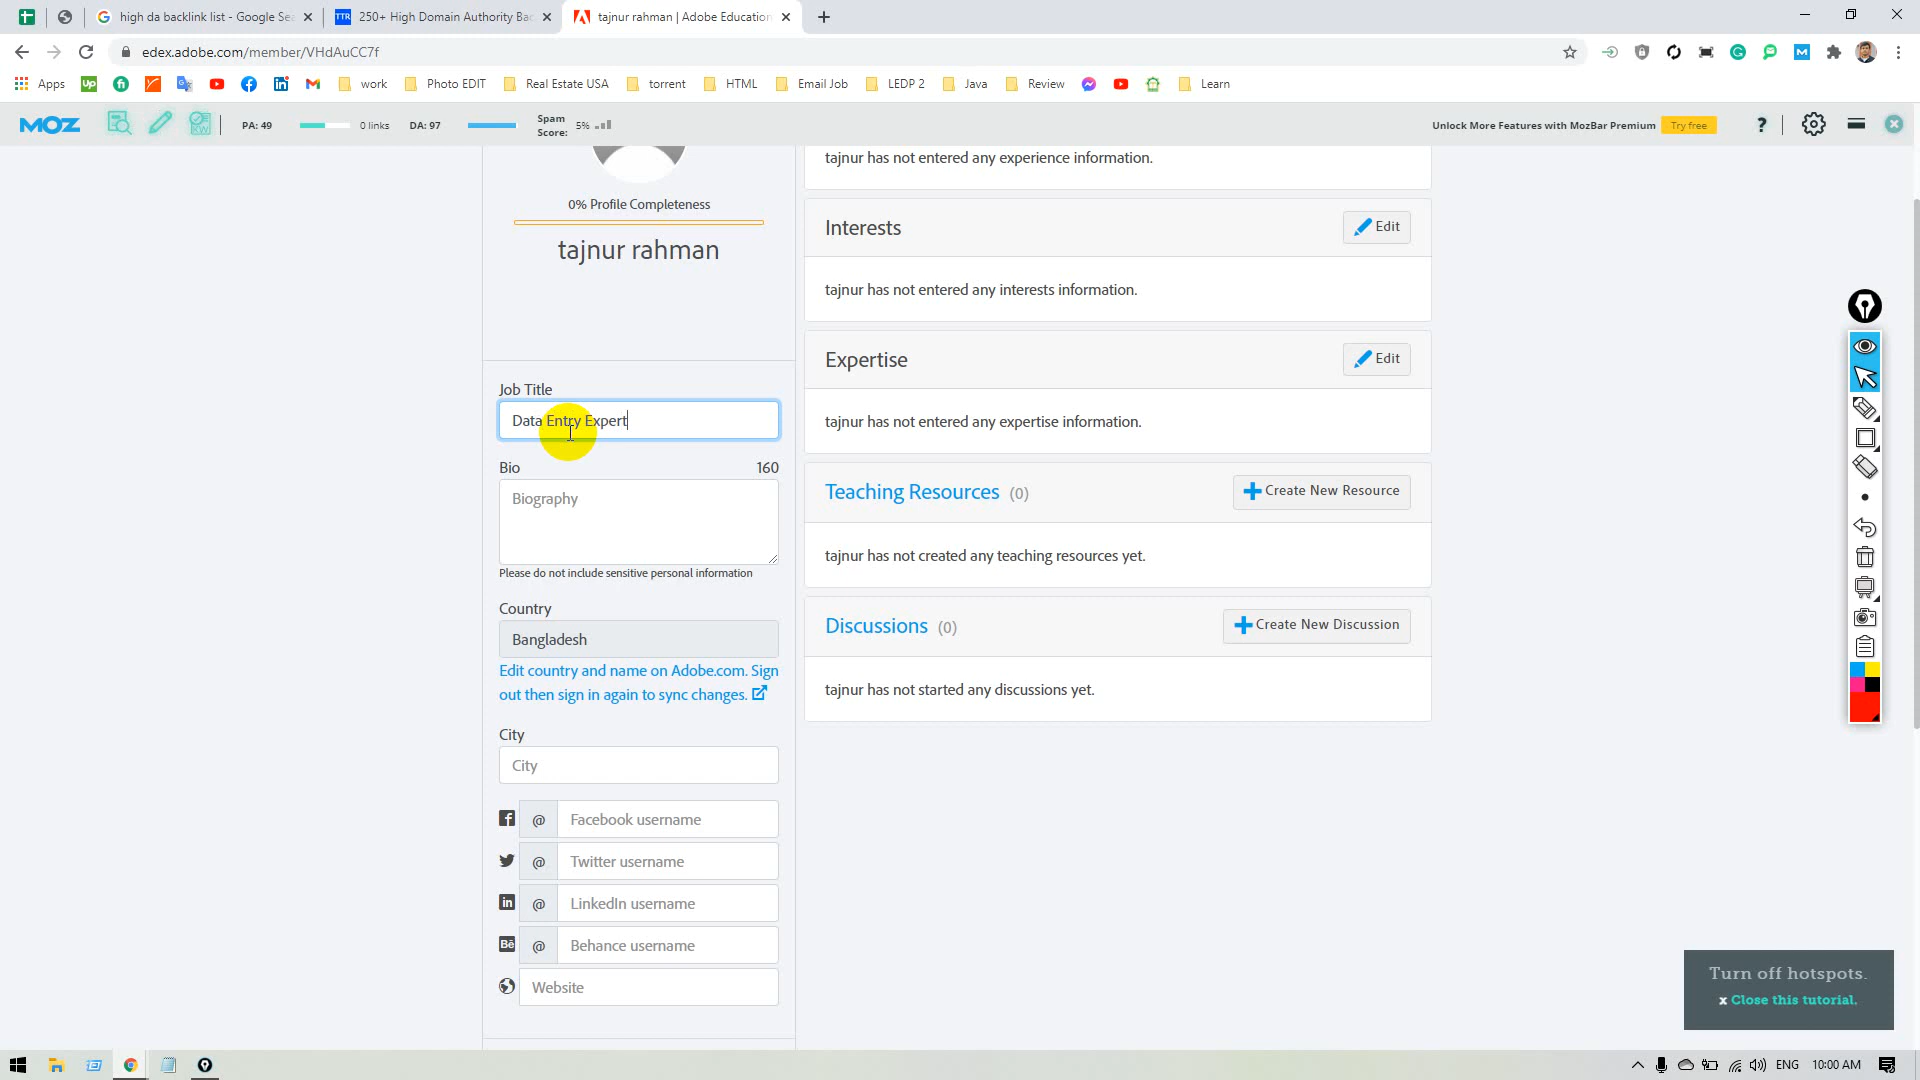 high da backlink list - Google Sea
250+ High Domain Authority Bac
tajnur rahman | Adobe Education
edex.adobe.com/member/VHdAuCC7f
Apps
Up
work
Photo EDIT
Real Estate USA
torrent
HTML
Email Job
LEDP 2
Java
Review
Learn
MOZ
PA: 49
0 links
DA: 97
Spam
Score:
5%
Unlock More Features with MozBar Premium
Try free
?
0% Profile Completeness
tajnur rahman
Job Title
Data Entry Expert
Bio
160
Biography
Please do not include sensitive personal information
Country
Bangladesh
Edit country and name on Adobe.com. Sign
out then sign in again to sync changes.
City
City
@ Facebook username
@ Twitter username
@ LinkedIn username
@ Behance username
Website
tajnur has not entered any experience information.
Interests
Edit
tajnur has not entered any interests information.
Expertise
Edit
tajnur has not entered any expertise information.
Teaching Resources (0)
Create New Resource
tajnur has not created any teaching resources yet.
Discussions (0)
Create New Discussion
tajnur has not started any discussions yet.
Turn off hotspots.
x Close this tutorial.
ENG
10:00 AM